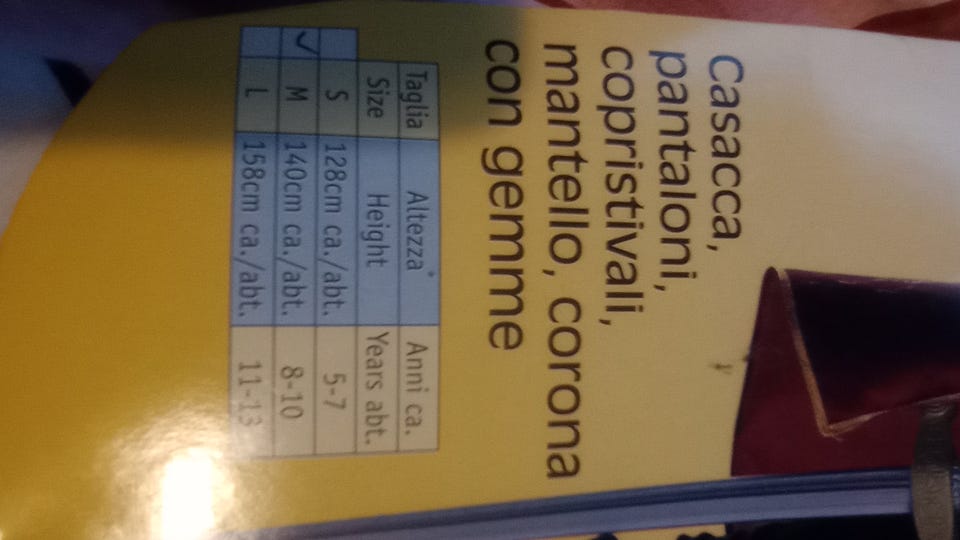 Casacca,
pantaloni,
copristivali,
mantello, corona
con gemme
Taglia Altezza Anni ca.
Size Height Years abt.
S 128cm ca./abt. 5-7
✓ M 140cm ca./abt. 8-10
L 158cm ca./abt. 11-13